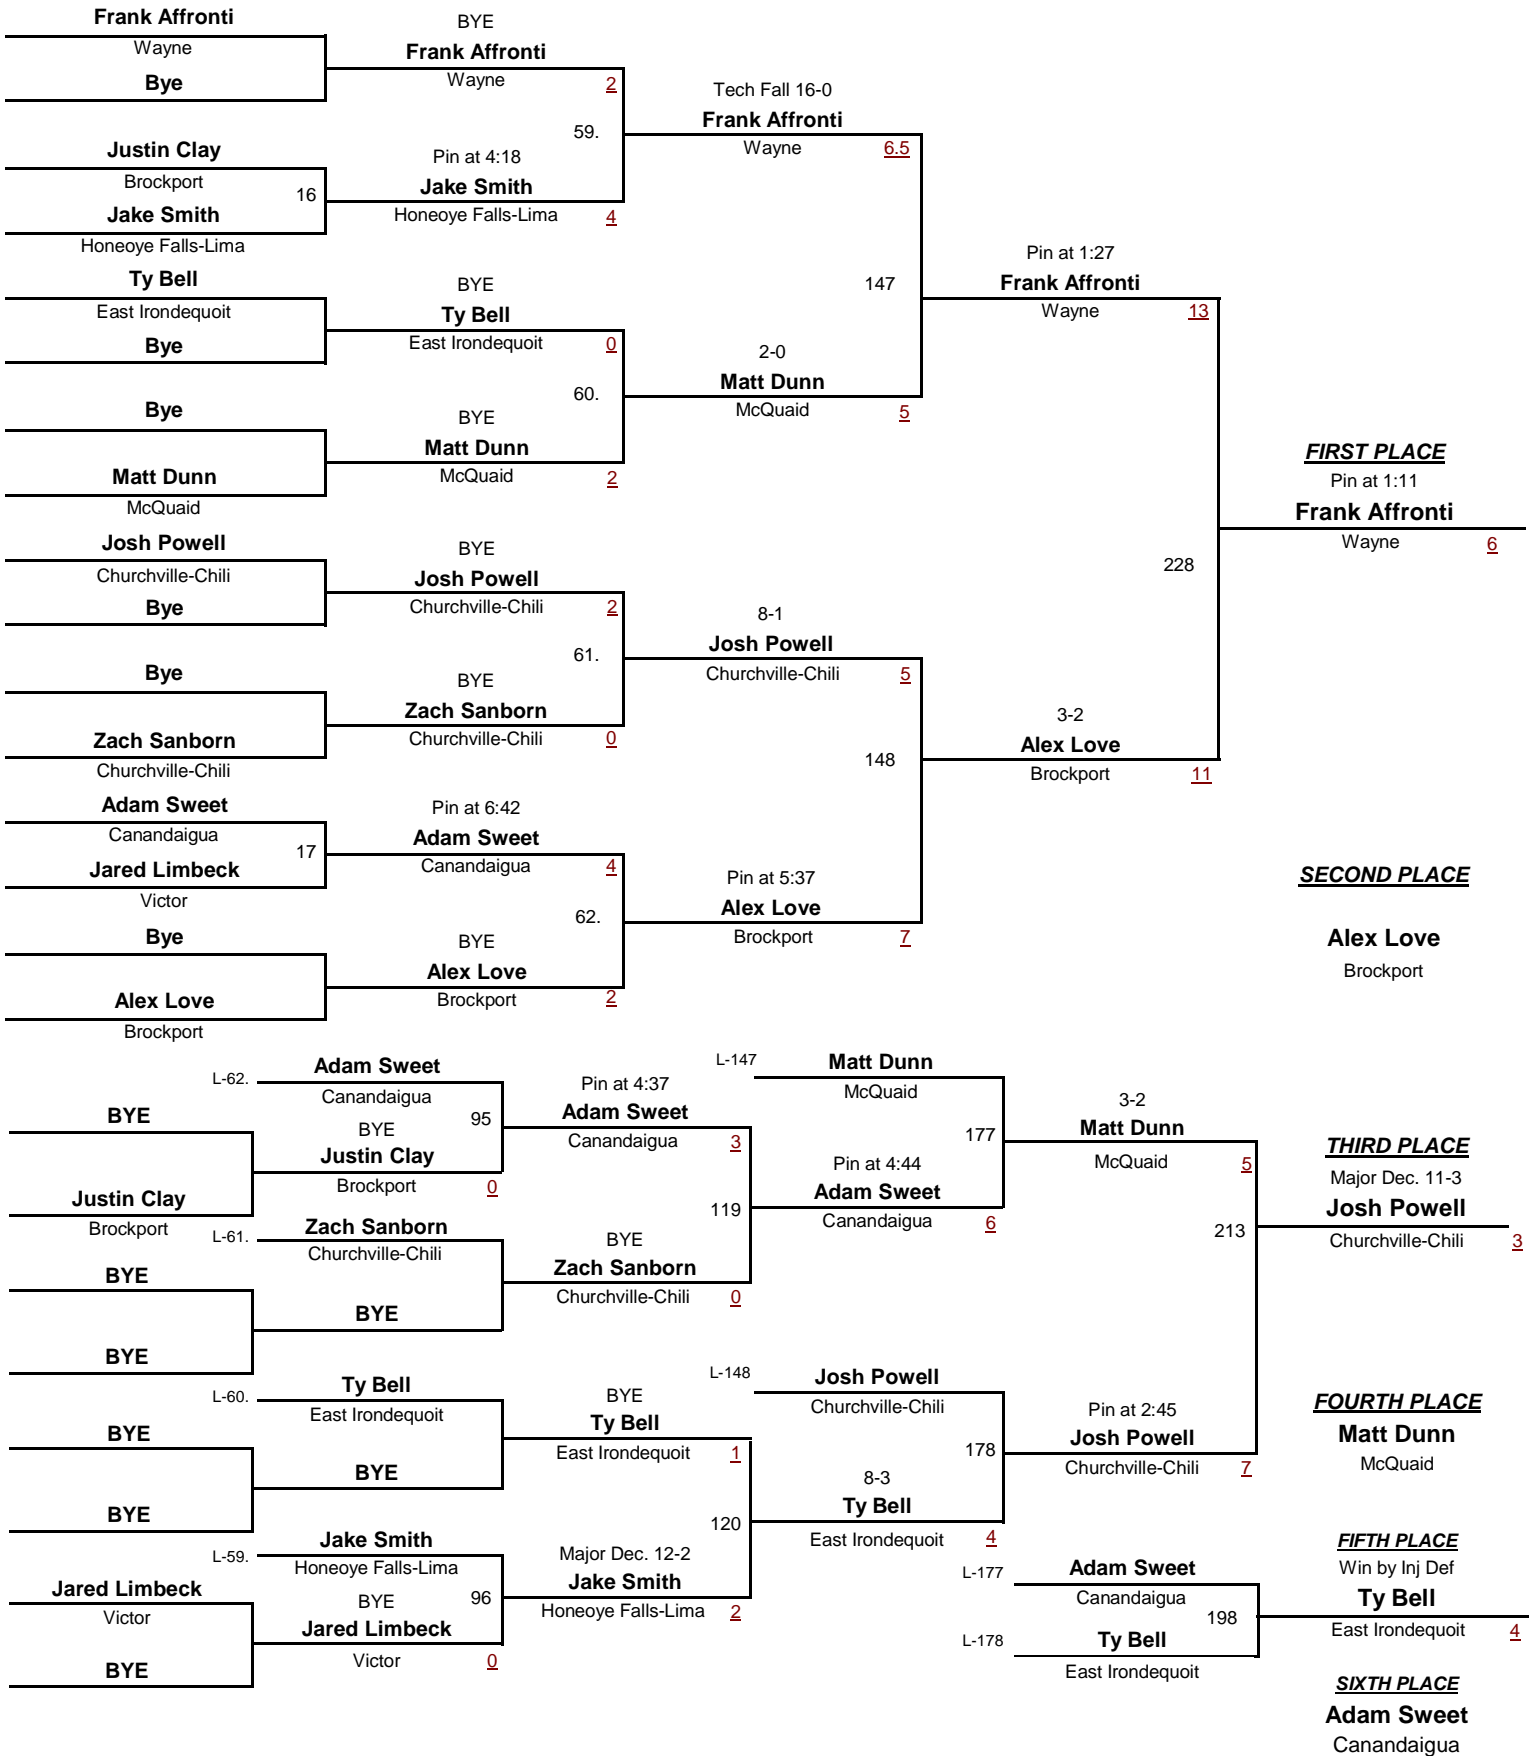 Frank Affronti
Wayne
Bye
Justin Clay
Brockport
16
Jake Smith
Honeoye Falls-Lima
Ty Bell
East Irondequoit
Bye
Bye
Matt Dunn
McQuaid
Josh Powell
Churchville-Chili
Bye
Bye
Zach Sanborn
Churchville-Chili
Adam Sweet
Canandaigua
17
Jared Limbeck
Victor
Bye
Alex Love
Brockport
BYE
Frank Affronti
Wayne
2
59.
Pin at 4:18
Jake Smith
Honeoye Falls-Lima
4
BYE
Ty Bell
East Irondequoit
0
60.
BYE
Matt Dunn
McQuaid
2
BYE
Josh Powell
Churchville-Chili
2
61.
BYE
Zach Sanborn
Churchville-Chili
0
Pin at 6:42
Adam Sweet
Canandaigua
4
62.
BYE
Alex Love
Brockport
2
Tech Fall 16-0
Frank Affronti
Wayne
6.5
147
2-0
Matt Dunn
McQuaid
5
8-1
Josh Powell
Churchville-Chili
5
148
Pin at 5:37
Alex Love
Brockport
7
Pin at 1:27
Frank Affronti
Wayne
13
228
3-2
Alex Love
Brockport
11
FIRST PLACE
Pin at 1:11
Frank Affronti
Wayne
6
SECOND PLACE
Alex Love
Brockport
BYE
Justin Clay
Brockport
BYE
BYE
BYE
BYE
Jared Limbeck
Victor
BYE
L-62.
Adam Sweet
Canandaigua
95
BYE
Justin Clay
Brockport
0
L-61.
Zach Sanborn
Churchville-Chili
BYE
L-60.
Ty Bell
East Irondequoit
BYE
L-59.
Jake Smith
Honeoye Falls-Lima
96
BYE
Jared Limbeck
Victor
0
Pin at 4:37
Adam Sweet
Canandaigua
3
119
BYE
Zach Sanborn
Churchville-Chili
0
BYE
Ty Bell
East Irondequoit
1
120
Major Dec. 12-2
Jake Smith
Honeoye Falls-Lima
2
L-147
Matt Dunn
McQuaid
177
Pin at 4:44
Adam Sweet
Canandaigua
6
L-148
Josh Powell
Churchville-Chili
178
8-3
Ty Bell
East Irondequoit
4
3-2
Matt Dunn
McQuaid
5
213
Pin at 2:45
Josh Powell
Churchville-Chili
7
L-177
Adam Sweet
Canandaigua
198
L-178
Ty Bell
East Irondequoit
THIRD PLACE
Major Dec. 11-3
Josh Powell
Churchville-Chili
3
FOURTH PLACE
Matt Dunn
McQuaid
FIFTH PLACE
Win by Inj Def
Ty Bell
East Irondequoit
4
SIXTH PLACE
Adam Sweet
Canandaigua